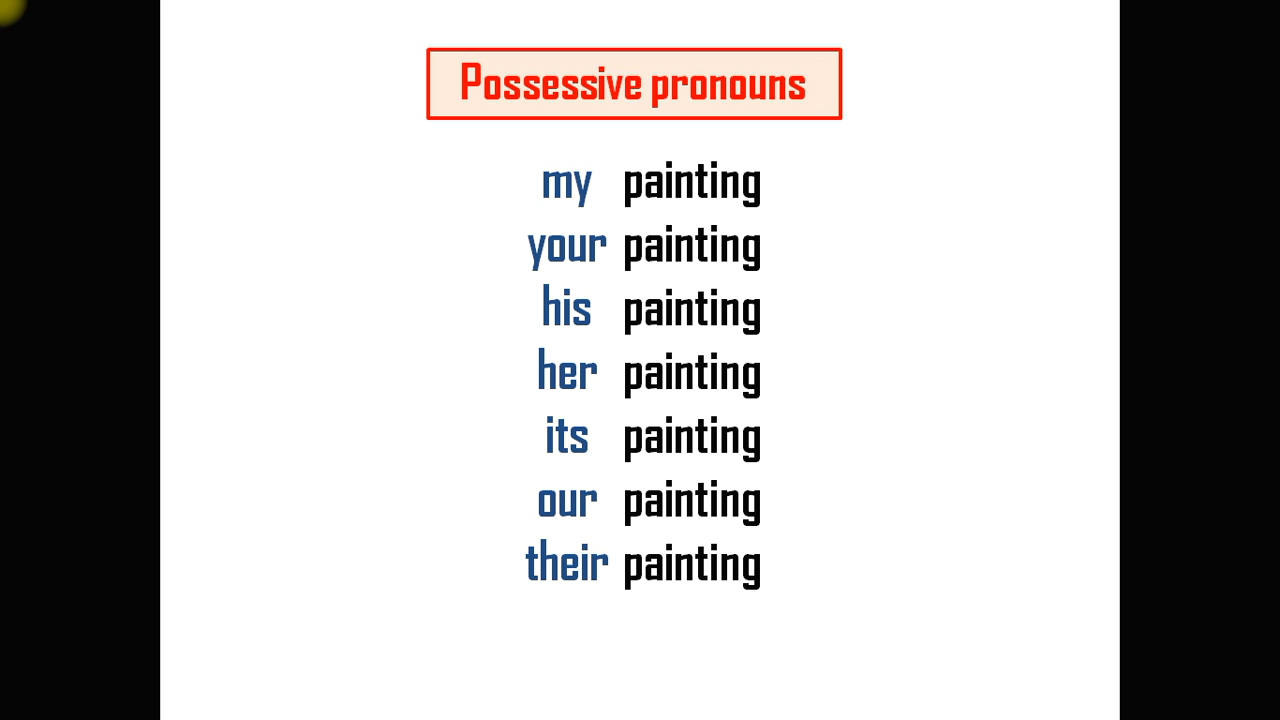 Possessive pronouns
my painting
your painting
his painting
her painting
its painting
our painting
their painting